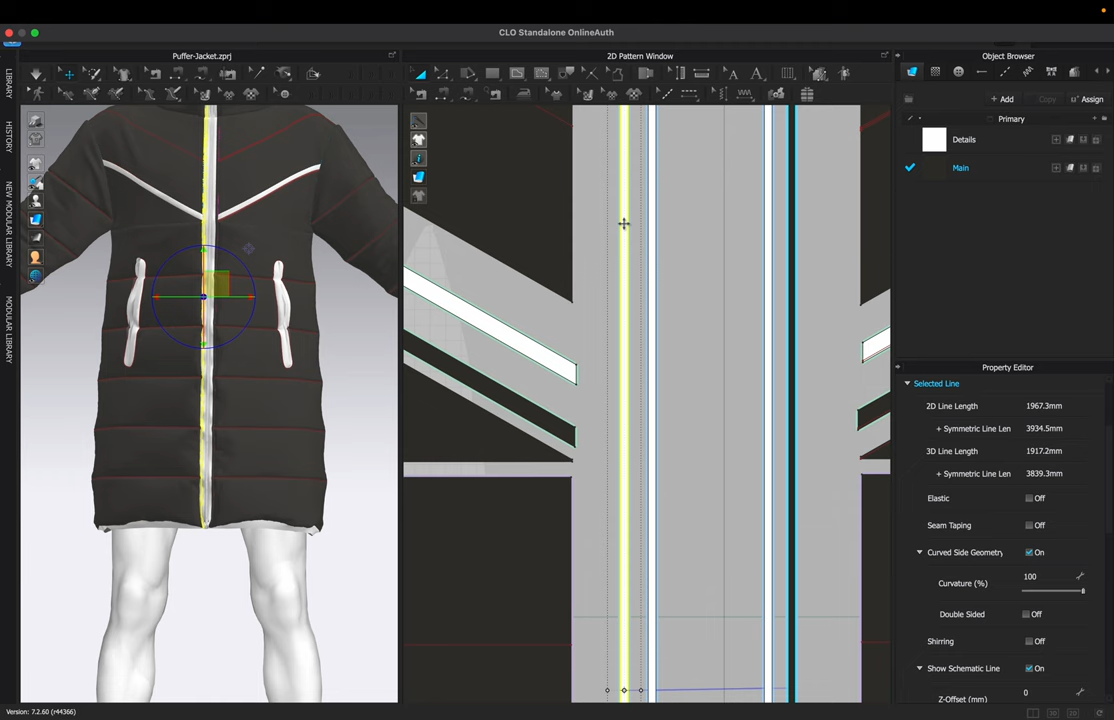 CLO Standalone OnlineAuth
Puffer-Jacket.zprj
2D Pattern Window
Object Browser
LIBRARY
HISTORY
NEW MODULAR LIBRARY
MODULAR LIBRARY
+ Add
Copy
Assign
Primary
Details
Main
Property Editor
Selected Line
2D Line Length 1967.3mm
+ Symmetric Line Len 3934.5mm
3D Line Length 1917.2mm
+ Symmetric Line Len 3839.3mm
Elastic Off
Seam Taping Off
Curved Side Geometry On
Curvature (%) 100
Double Sided Off
Shirring Off
Show Schematic Line On
Z-Offset (mm) 0
Version: 7.2.60 (r44366)
3D
2D